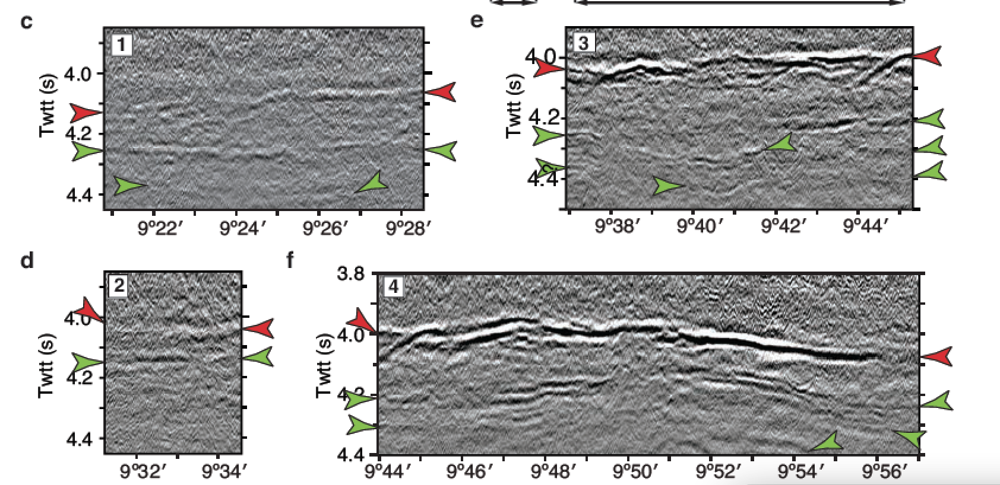 c
1
Twtt (s)
4.0
4.2
4.4
9°22′ 9°24′ 9°26′ 9°28′
e
3
Twtt (s)
4.0
4.2
4.4
9°38′ 9°40′ 9°42′ 9°44′
d
2
Twtt (s)
4.0
4.2
4.4
9°32′ 9°34′
f
4
Twtt (s)
3.8
4.0
4.2
4.4
9°44′ 9°46′ 9°48′ 9°50′ 9°52′ 9°54′ 9°56′